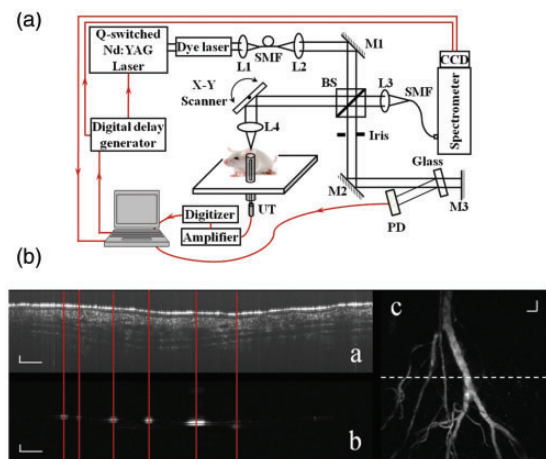 (a)
Q-switched
Nd:YAG
Laser
Dye laser
L1
SMF
L2
M1
CCD
Spectrometer
X-Y
Scanner
BS
L3
SMF
L4
Iris
Digital delay
generator
Glass
M2
M3
PD
UT
Digitizer
Amplifier
(b)
a
b
c